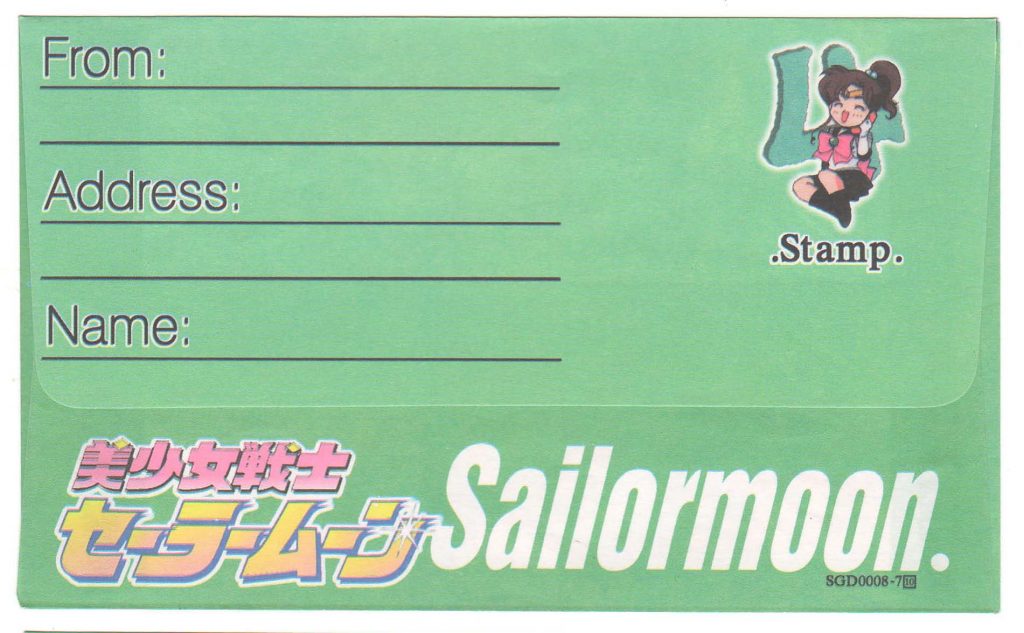 From:
Address:
Name:
.Stamp.
美少女戦士
セーラームーン
Sailormoon.
SGD0008-7 10